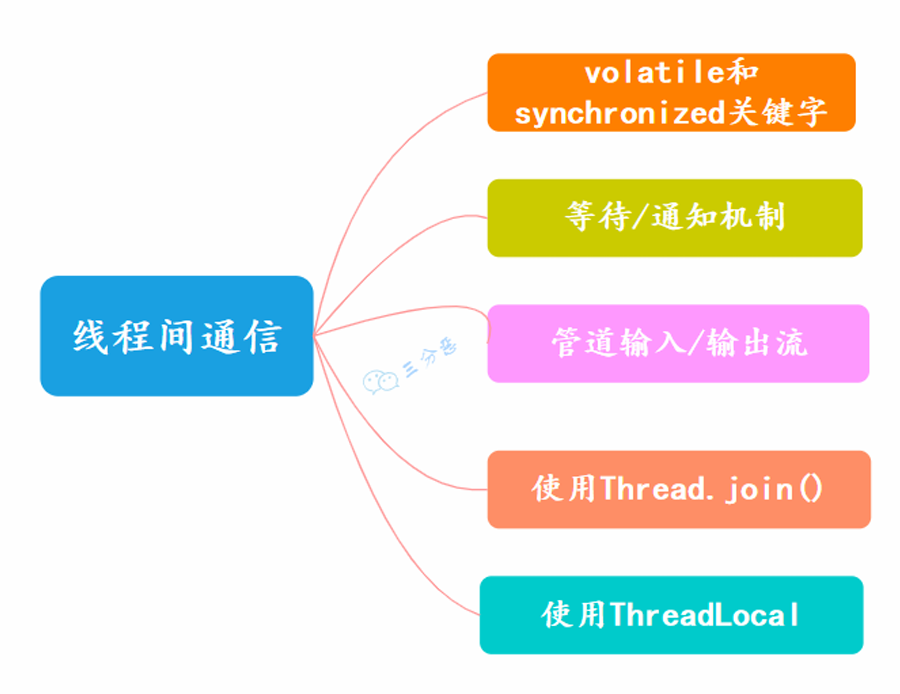 volatile和
synchronized关键字
等待/通知机制
线程间通信
管道输入/输出流
三分恶
使用Thread.join()
使用ThreadLocal